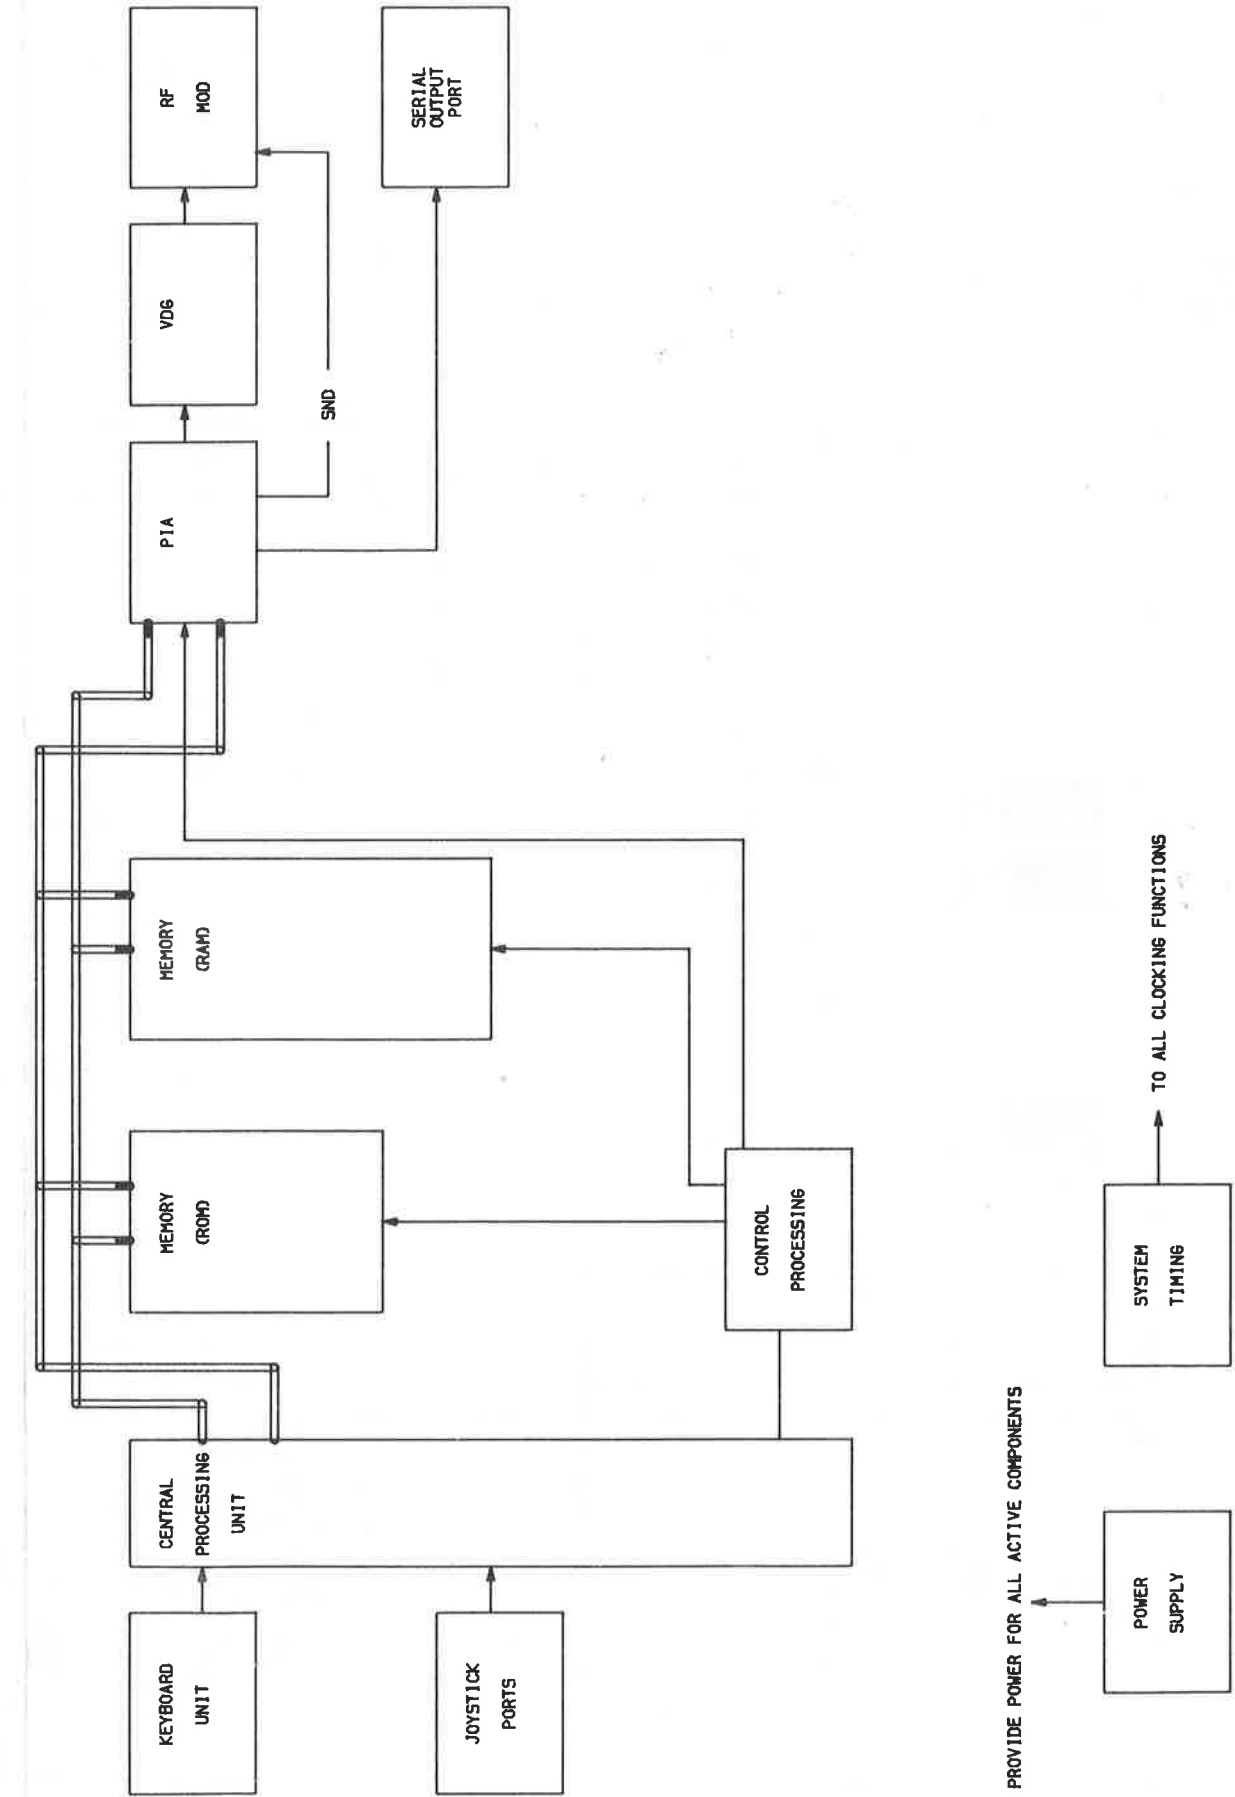 KEYBOARD
UNIT
JOYSTICK
PORTS
CENTRAL
PROCESSING
UNIT
MEMORY
(ROM)
MEMORY
(RAM)
CONTROL
PROCESSING
PIA
VDG
RF
MOD
SND
SERIAL
OUTPUT
PORT
PROVIDE POWER FOR ALL ACTIVE COMPONENTS
POWER
SUPPLY
SYSTEM
TIMING
TO ALL CLOCKING FUNCTIONS